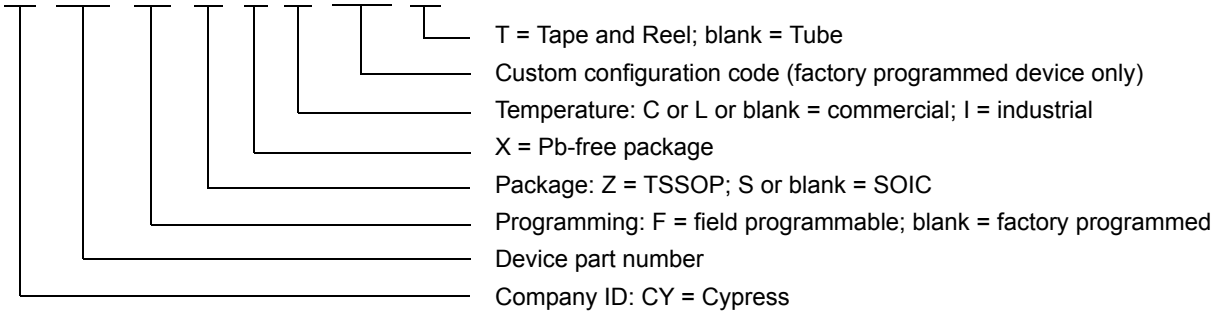 T = Tape and Reel; blank = Tube
Custom configuration code (factory programmed device only)
Temperature: C or L or blank = commercial; I = industrial
X = Pb-free package
Package: Z = TSSOP; S or blank = SOIC
Programming: F = field programmable; blank = factory programmed
Device part number
Company ID: CY = Cypress